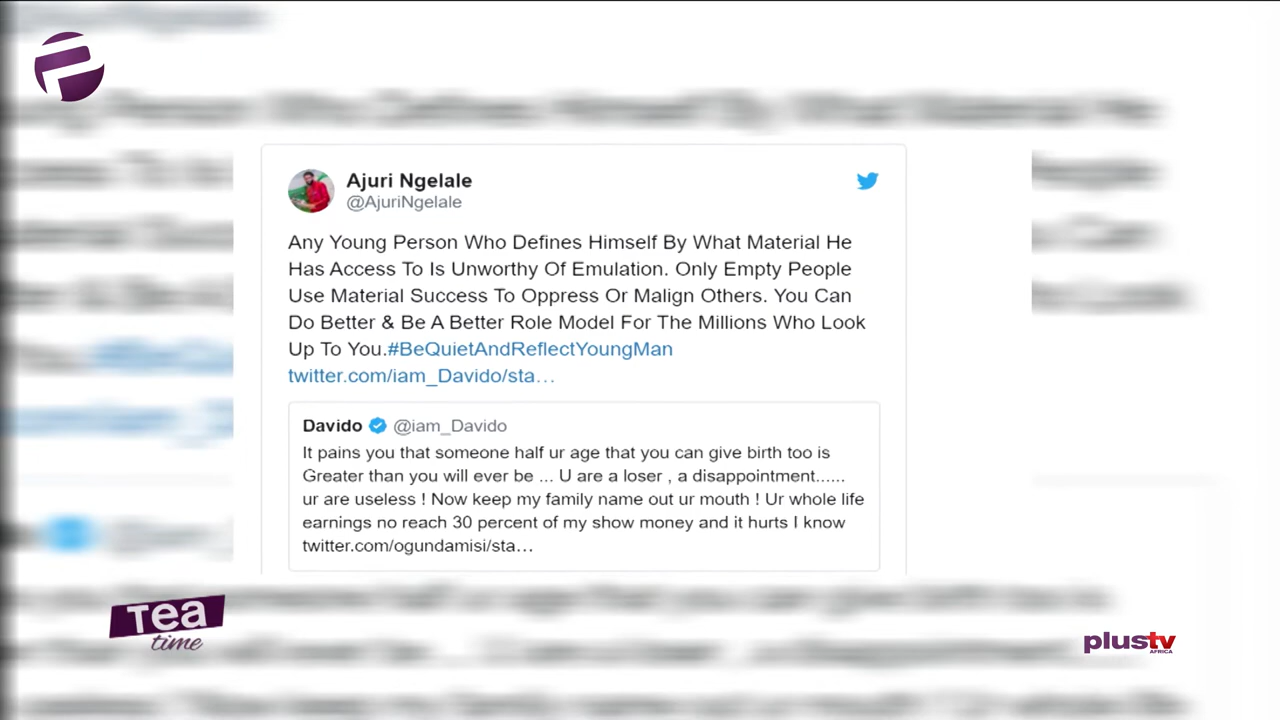 Ajuri Ngelale
@AjuriNgelale
Any Young Person Who Defines Himself By What Material He
Has Access To Is Unworthy Of Emulation. Only Empty People
Use Material Success To Oppress Or Malign Others. You Can
Do Better & Be A Better Role Model For The Millions Who Look
Up To You.#BeQuietAndReflectYoungMan
twitter.com/iam_Davido/sta…
Davido @iam_Davido
It pains you that someone half ur age that you can give birth too is
Greater than you will ever be ... U are a loser , a disappointment......
ur are useless ! Now keep my family name out ur mouth ! Ur whole life
earnings no reach 30 percent of my show money and it hurts I know
twitter.com/ogundamisi/sta…
Tea
time
plustv
AFRICA